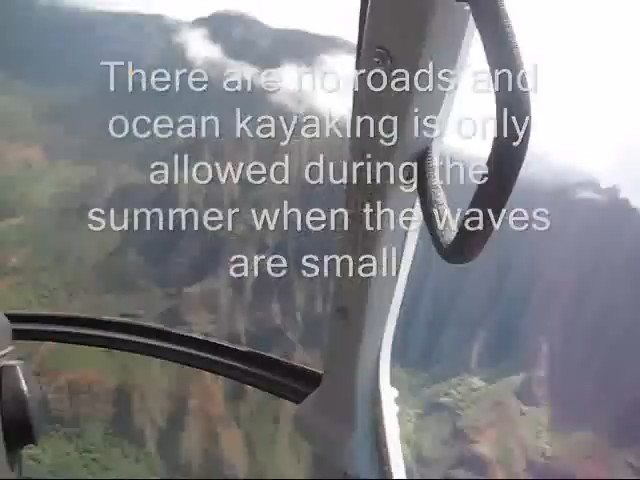 There are no roads and
ocean kayaking is only
allowed during the
summer when the waves
are small